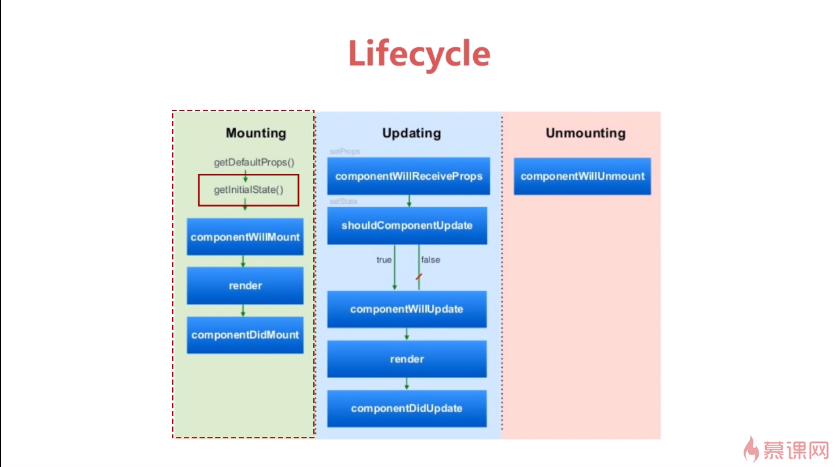 Lifecycle
Mounting
getDefaultProps()
getInitialState()
componentWillMount
render
componentDidMount
Updating
setProps
componentWillReceiveProps
setState
shouldComponentUpdate
true
false
componentWillUpdate
render
componentDidUpdate
Unmounting
componentWillUnmount
慕课网